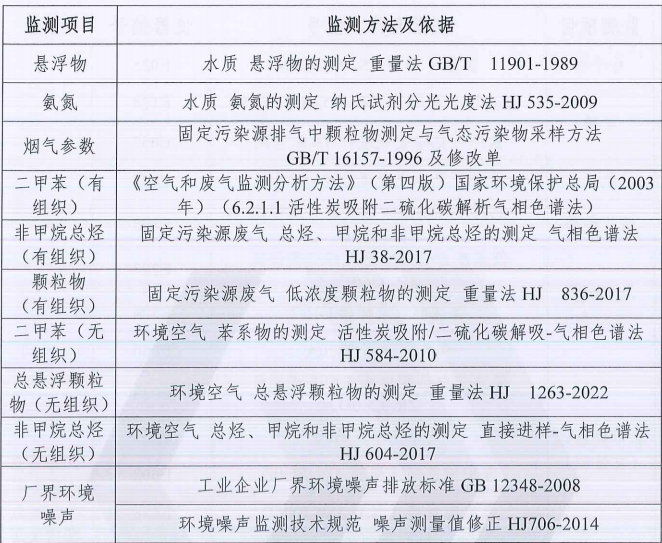 监测项目 监测方法及依据
悬浮物 水质 悬浮物的测定 重量法 GB/T 11901-1989
氨氮 水质 氨氮的测定 纳氏试剂分光光度法 HJ 535-2009
烟气参数 固定污染源排气中颗粒物测定与气态污染物采样方法
GB/T 16157-1996 及修改单
二甲苯（有
组织）
《空气和废气监测分析方法》（第四版）国家环境保护总局（2003
年）（6.2.1.1 活性炭吸附二硫化碳解析气相色谱法）
非甲烷总烃
（有组织）
固定污染源废气 总烃、甲烷和非甲烷总烃的测定 气相色谱法
HJ 38-2017
颗粒物
（有组织）
固定污染源废气 低浓度颗粒物的测定 重量法 HJ 836-2017
二甲苯（无
组织）
环境空气 苯系物的测定 活性炭吸附/二硫化碳解吸-气相色谱法
HJ 584-2010
总悬浮颗粒
物（无组织）
环境空气 总悬浮颗粒物的测定 重量法 HJ 1263-2022
非甲烷总烃
（无组织）
环境空气 总烃、甲烷和非甲烷总烃的测定 直接进样-气相色谱法
HJ 604-2017
厂界环境
噪声
工业企业厂界环境噪声排放标准 GB 12348-2008
环境噪声监测技术规范 噪声测量值修正 HJ706-2014